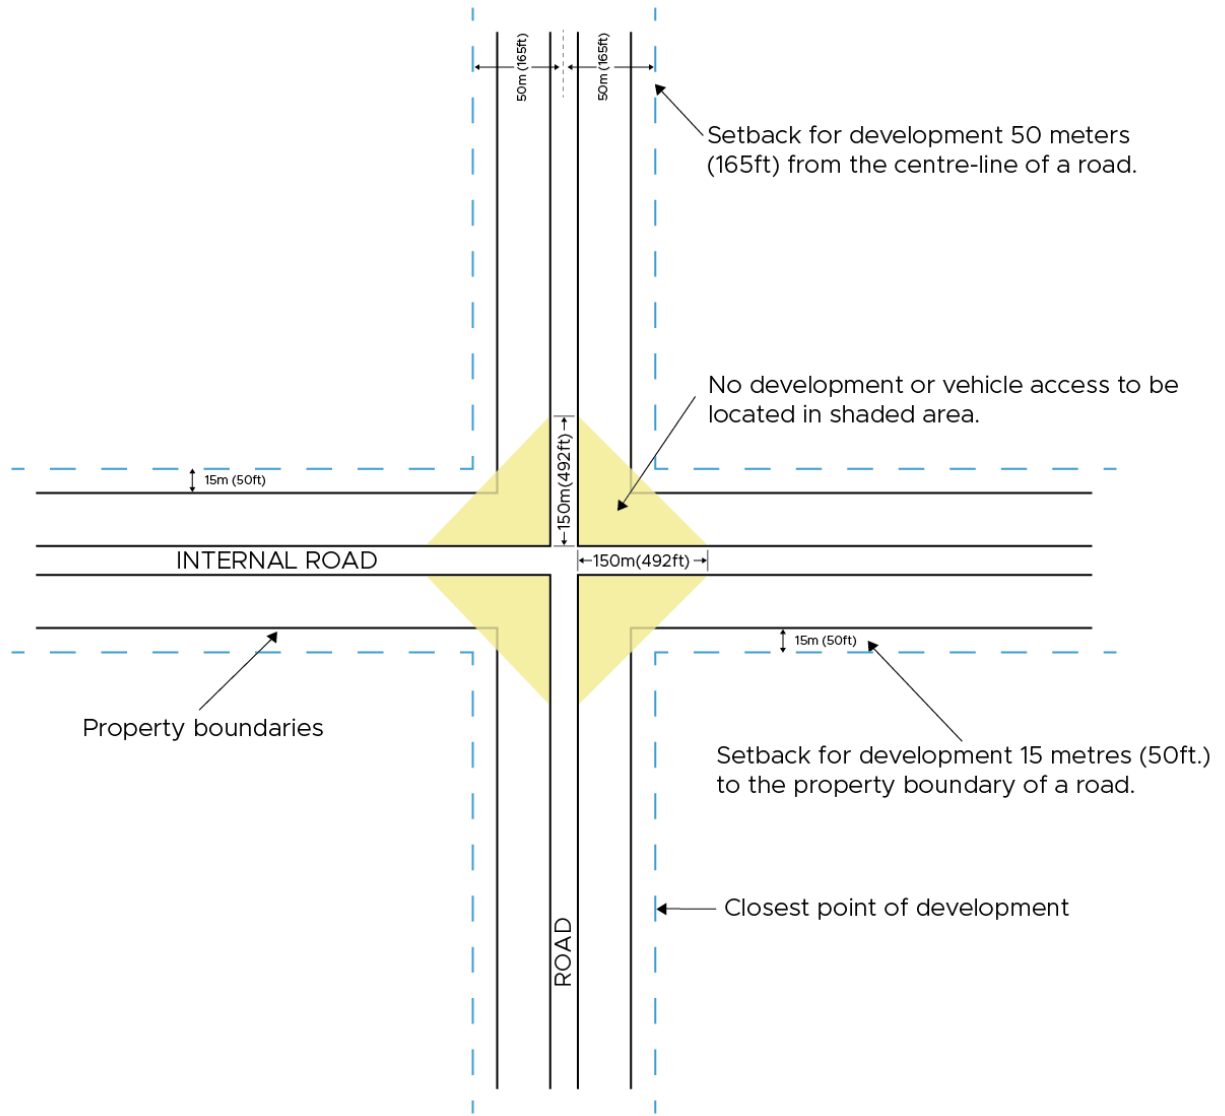 50m (165ft)
50m (165ft)
Setback for development 50 meters
(165ft) from the centre-line of a road.
No development or vehicle access to be
located in shaded area.
150m(492ft)
15m (50ft)
INTERNAL ROAD
150m(492ft)
15m (50ft)
Property boundaries
Setback for development 15 metres (50ft.)
to the property boundary of a road.
Closest point of development
ROAD